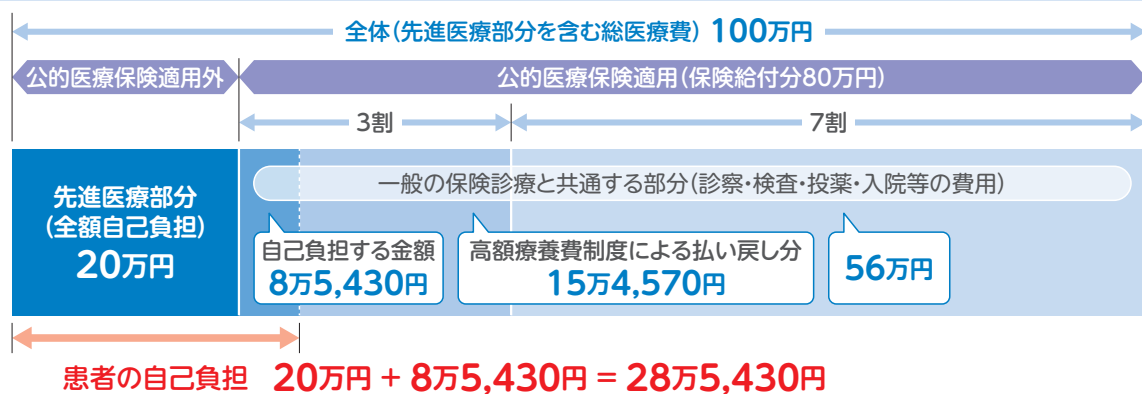 全体(先進医療部分を含む総医療費) 100万円
公的医療保険適用外
公的医療保険適用(保険給付分80万円)
3割
7割
先進医療部分
(全額自己負担)
20万円
一般の保険診療と共通する部分(診察・検査・投薬・入院等の費用)
自己負担する金額
8万5,430円
高額療養費制度による払い戻し分
15万4,570円
56万円
患者の自己負担 20万円 + 8万5,430円 = 28万5,430円